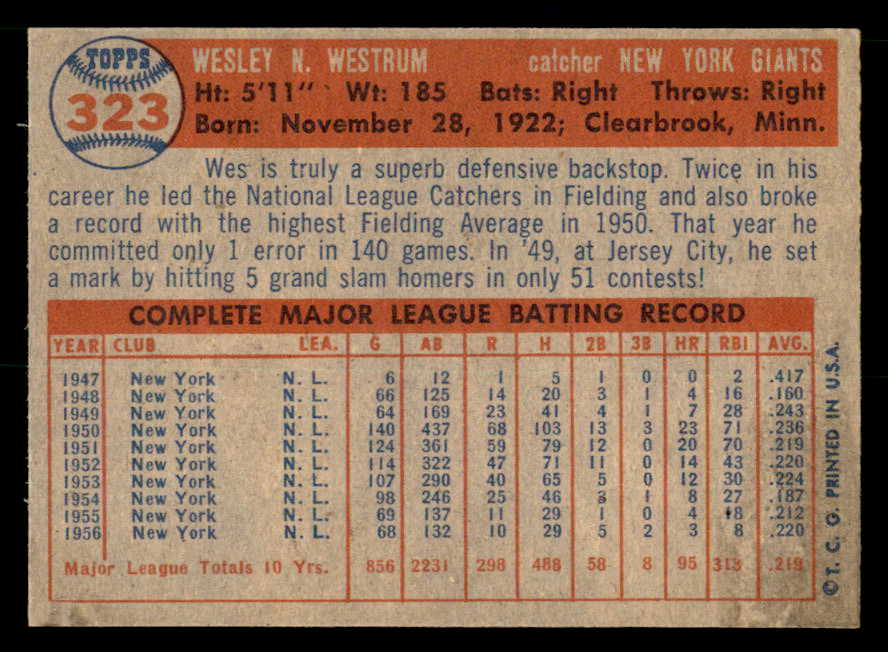 TOPPS
323
WESLEY N. WESTRUM catcher NEW YORK GIANTS
Ht: 5'11" Wt: 185 Bats: Right Throws: Right
Born: November 28, 1922; Clearbrook, Minn.
Wes is truly a superb defensive backstop. Twice in his
career he led the National League Catchers in Fielding and also broke
a record with the highest Fielding Average in 1950. That year he
committed only 1 error in 140 games. In '49, at Jersey City, he set
a mark by hitting 5 grand slam homers in only 51 contests!
COMPLETE MAJOR LEAGUE BATTING RECORD
YEAR CLUB LEA. G AB R H 2B 3B HR RBI AVG.
1947 New York N. L. 6 12 1 5 1 0 0 2 .417
1948 New York N. L. 66 125 14 20 3 1 4 16 .160
1949 New York N. L. 64 169 23 41 4 1 7 28 .243
1950 New York N. L. 140 437 68 103 13 3 23 71 .236
1951 New York N. L. 124 361 59 79 12 0 20 70 .219
1952 New York N. L. 114 322 47 71 11 0 14 43 .220
1953 New York N. L. 107 290 40 65 5 0 12 30 .224
1954 New York N. L. 98 246 25 46 3 1 8 27 .187
1955 New York N. L. 69 137 11 29 1 0 4 18 .212
1956 New York N. L. 68 132 10 29 5 2 3 8 .220
Major League Totals 10 Yrs. 856 2231 298 488 58 8 95 313 .219
© T. C. G. PRINTED IN U.S.A.